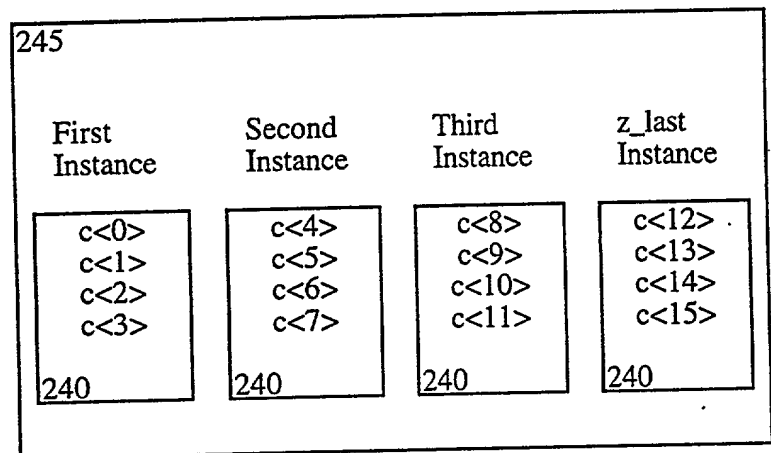 245
First Instance
Second Instance
Third Instance
z_last Instance
c<0>
c<1>
c<2>
c<3>
240
c<4>
c<5>
c<6>
c<7>
240
c<8>
c<9>
c<10>
c<11>
240
c<12>
c<13>
c<14>
c<15>
240